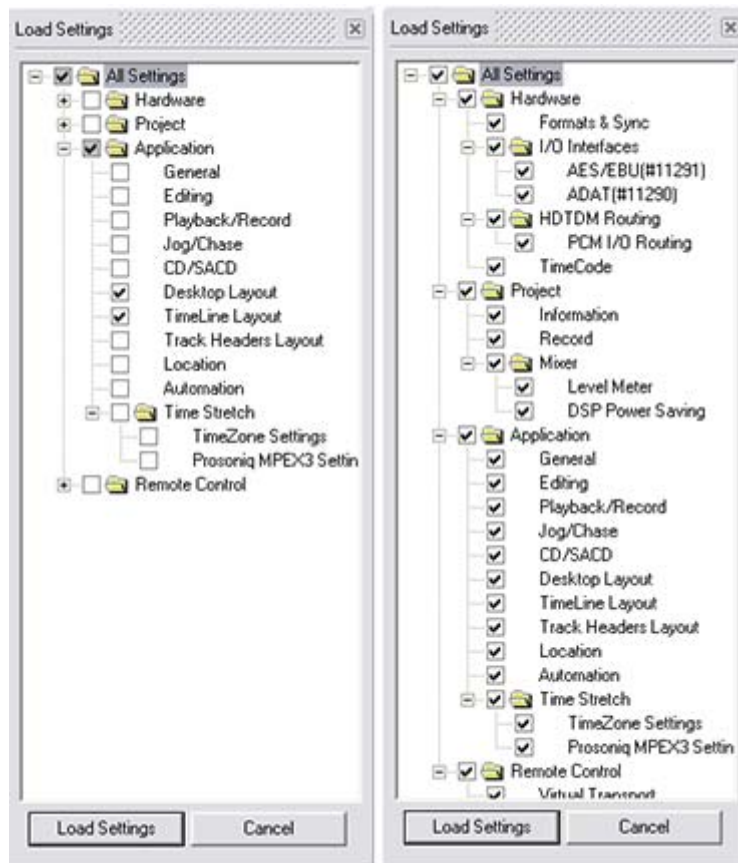 Load Settings
All Settings
Hardware
Project
Application
General
Editing
Playback/Record
Jog/Chase
CD/SACD
Desktop Layout
TimeLine Layout
Track Headers Layout
Location
Automation
Time Stretch
TimeZone Settings
Prosoniq MPEX3 Settin
Remote Control
Load Settings
Cancel
Load Settings
All Settings
Hardware
Formats & Sync
I/O Interfaces
AES/EBU(#11291)
ADAT(#11290)
HDTDM Routing
PCM I/O Routing
TimeCode
Project
Information
Record
Mixer
Level Meter
DSP Power Saving
Application
General
Editing
Playback/Record
Jog/Chase
CD/SACD
Desktop Layout
TimeLine Layout
Track Headers Layout
Location
Automation
Time Stretch
TimeZone Settings
Prosoniq MPEX3 Settin
Remote Control
Virtual Transport
Load Settings
Cancel